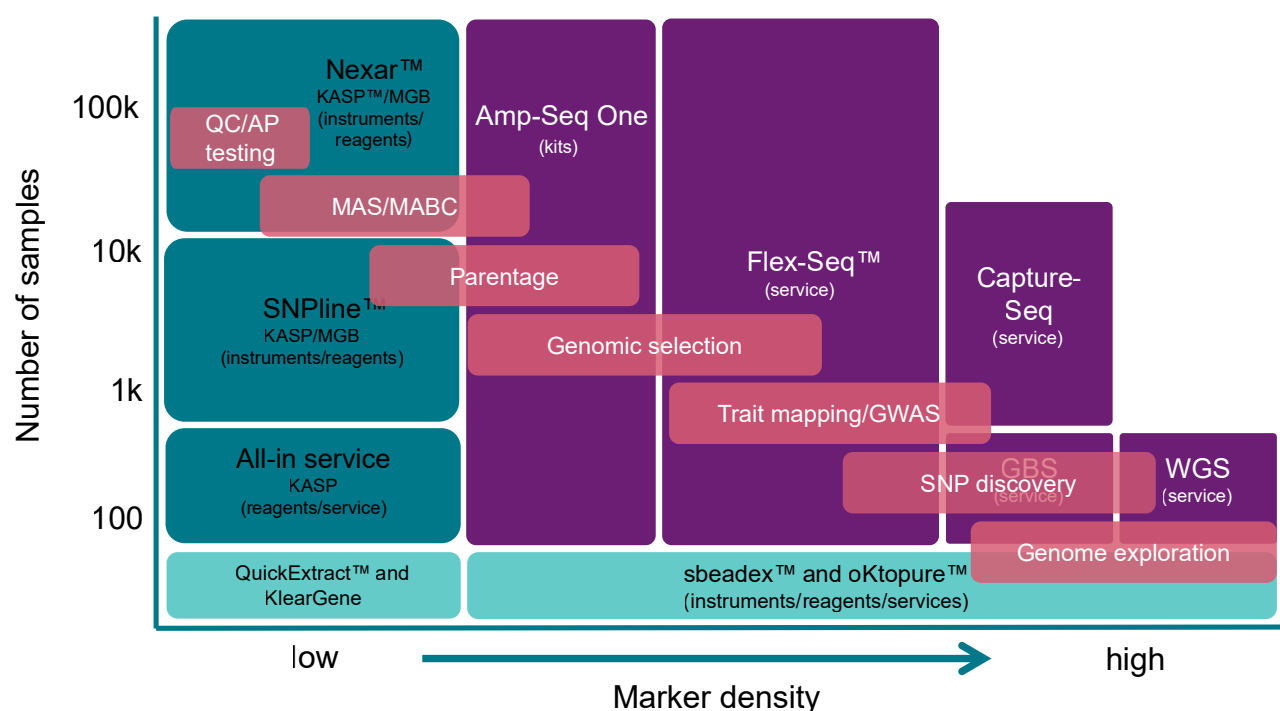 Number of samples
100k
10k
1k
100
Nexar™
KASP™/MGB
(instruments/
reagents)
QC/AP
testing
MAS/MABC
Amp-Seq One
(kits)
Parentage
SNPline™
KASP/MGB
(instruments/reagents)
Genomic selection
Flex-Seq™
(service)
Capture-
Seq
(service)
Trait mapping/GWAS
All-in service
KASP
(reagents/service)
GBS
(service)
SNP discovery
WGS
(service)
Genome exploration
QuickExtract™ and
KlearGene
sbeadex™ and oKtopure™
(instruments/reagents/services)
low
high
Marker density